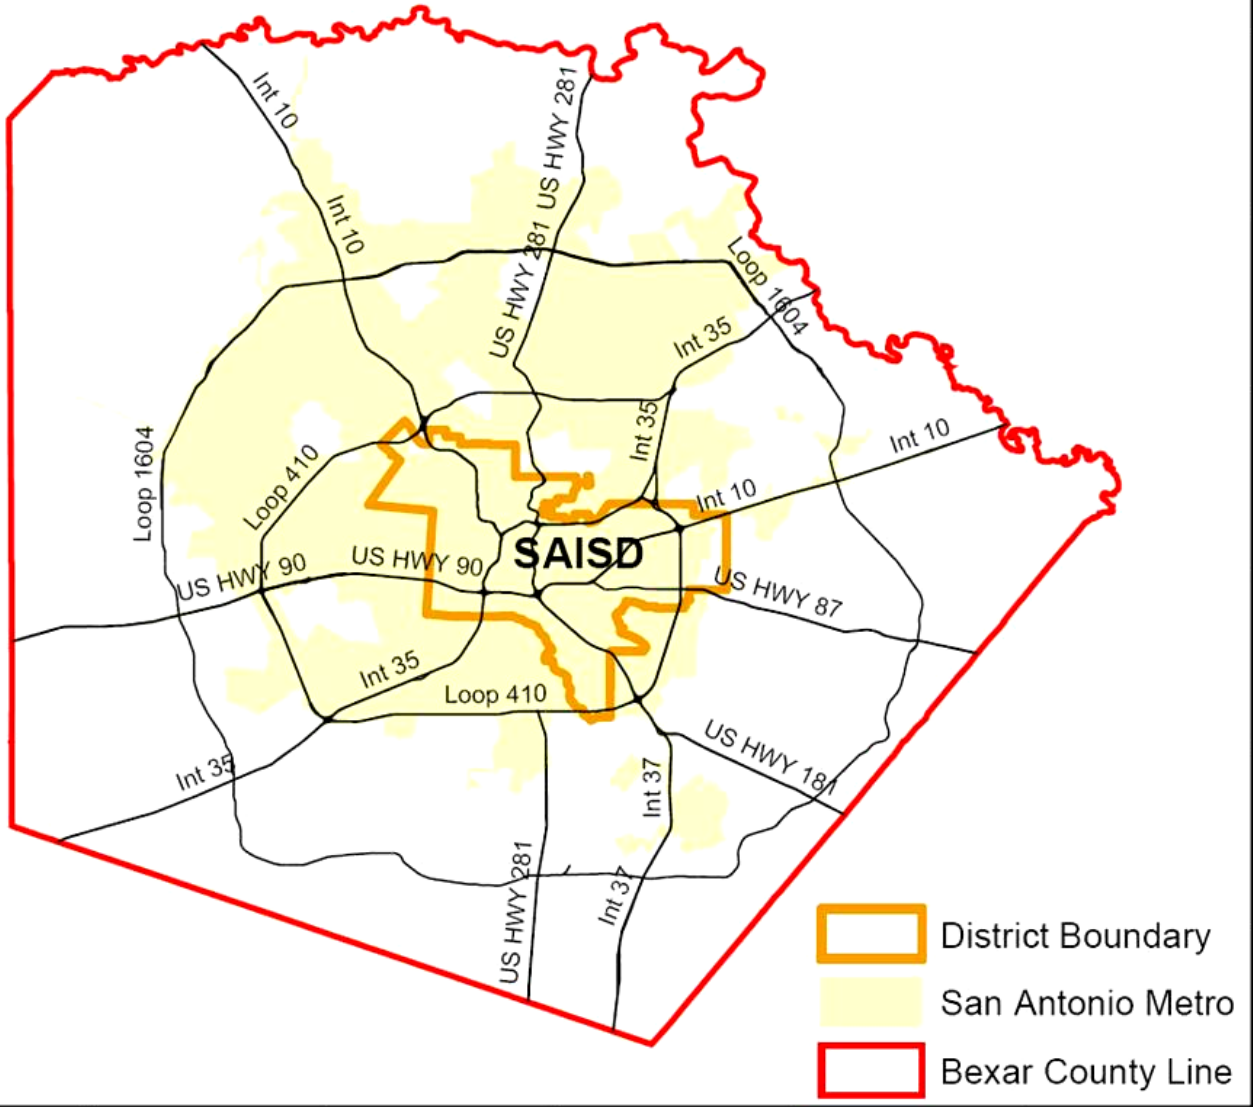 Int 10
US HWY 281
Int 10
US HWY 281
Loop 1604
Int 35
Int 35
Int 10
Loop 1604
Loop 410
Int 10
SAISD
US HWY 90
US HWY 90
US HWY 87
Int 35
Loop 410
Int 35
US HWY 181
Int 37
US HWY 281
Int 37
District Boundary
San Antonio Metro
Bexar County Line